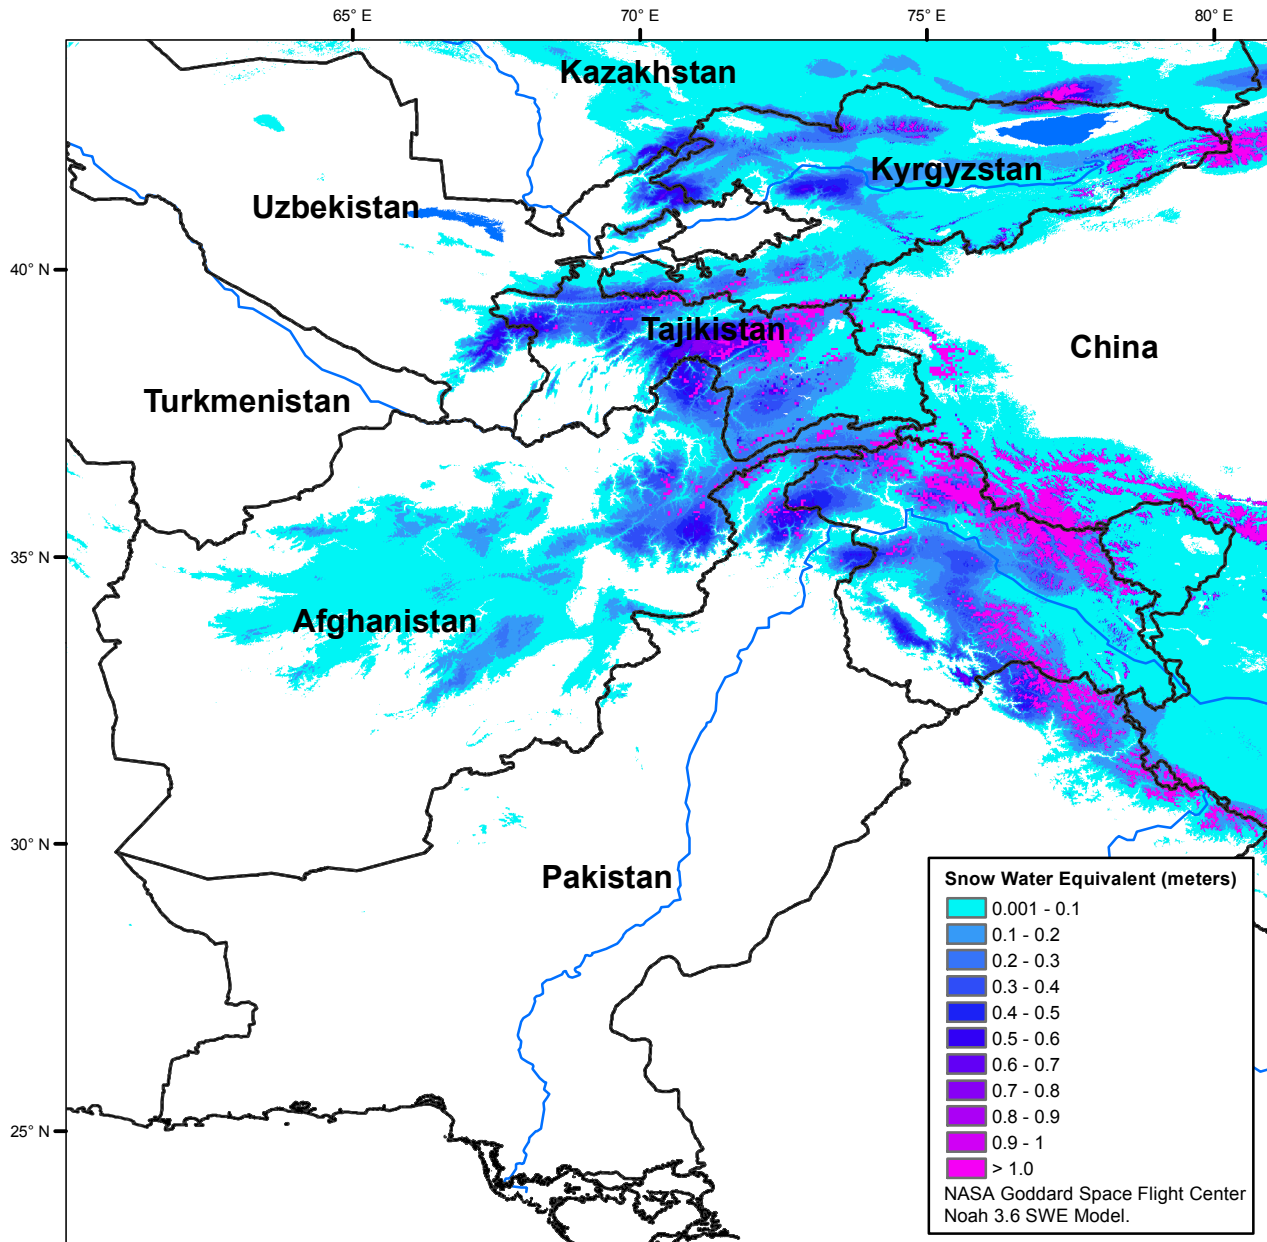 65° E
70° E
75° E
80° E
Kazakhstan
Kyrgyzstan
Uzbekistan
40° N
Tajikistan
China
Turkmenistan
35° N
Afghanistan
30° N
Pakistan
Snow Water Equivalent (meters)
0.001 - 0.1
0.1 - 0.2
0.2 - 0.3
0.3 - 0.4
0.4 - 0.5
0.5 - 0.6
0.6 - 0.7
0.7 - 0.8
0.8 - 0.9
0.9 - 1
> 1.0
NASA Goddard Space Flight Center
Noah 3.6 SWE Model.
25° N